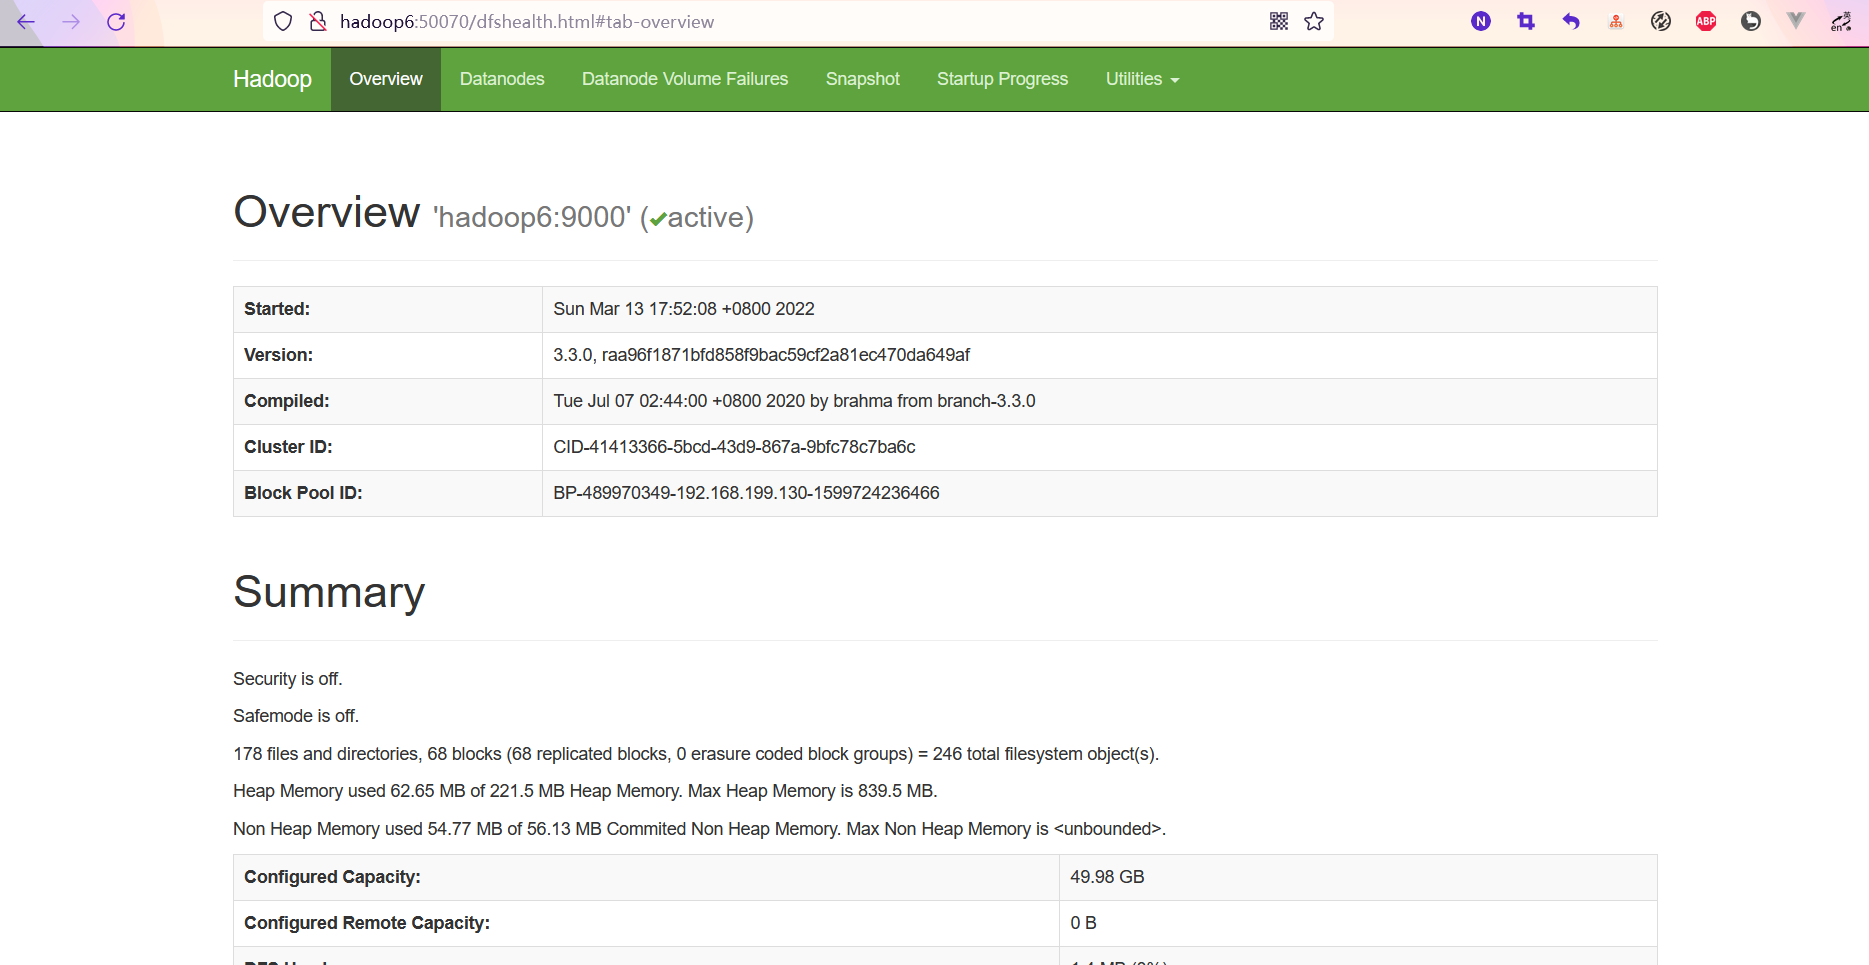 hadoop6:50070/dfshealth.html#tab-overview
N
ABP
英
en
Hadoop Overview Datanodes Datanode Volume Failures Snapshot Startup Progress Utilities
Overview 'hadoop6:9000' (✔active)
Started: Sun Mar 13 17:52:08 +0800 2022
Version: 3.3.0, raa96f1871bfd858f9bac59cf2a81ec470da649af
Compiled: Tue Jul 07 02:44:00 +0800 2020 by brahma from branch-3.3.0
Cluster ID: CID-41413366-5bcd-43d9-867a-9bfc78c7ba6c
Block Pool ID: BP-489970349-192.168.199.130-1599724236466
Summary
Security is off.
Safemode is off.
178 files and directories, 68 blocks (68 replicated blocks, 0 erasure coded block groups) = 246 total filesystem object(s).
Heap Memory used 62.65 MB of 221.5 MB Heap Memory. Max Heap Memory is 839.5 MB.
Non Heap Memory used 54.77 MB of 56.13 MB Commited Non Heap Memory. Max Non Heap Memory is <unbounded>.
Configured Capacity: 49.98 GB
Configured Remote Capacity: 0 B